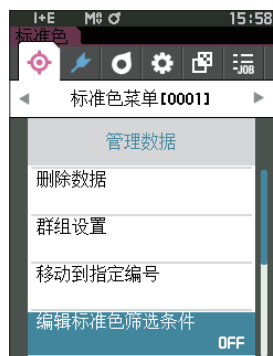 I+E M0 15:58
标准色
-JOB
标准色菜单[0001]
管理数据
删除数据
群组设置
移动到指定编号
编辑标准色筛选条件
OFF